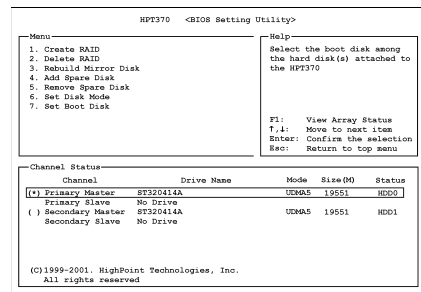 HPT370 <BIOS Setting Utility>
Menu
1. Create RAID
2. Delete RAID
3. Rebuild Mirror Disk
4. Add Spare Disk
5. Remove Spare Disk
6. Set Disk Mode
7. Set Boot Disk
Help
Select the boot disk among
the hard disk(s) attached to
the HPT370
F1: View Array Status
↑,↓: Move to next item
Enter: Confirm the selection
Esc: Return to top menu
Channel Status
Channel Drive Name Mode Size(M) Status
(*) Primary Master ST320414A UDMA5 19551 HDD0
Primary Slave No Drive
( ) Secondary Master ST320414A UDMA5 19551 HDD1
Secondary Slave No Drive
(C)1999-2001. HighPoint Technologies, Inc.
All rights reserved